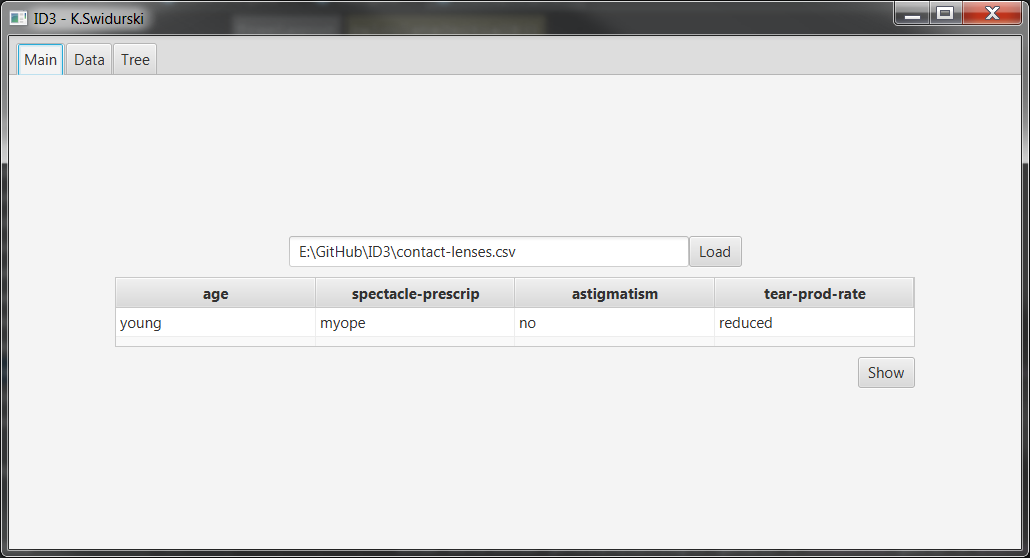 ID3 - K.Swidurski
Main Data Tree
E:\GitHub\ID3\contact-lenses.csv Load
age spectacle-prescrip astigmatism tear-prod-rate
young myope no reduced
Show